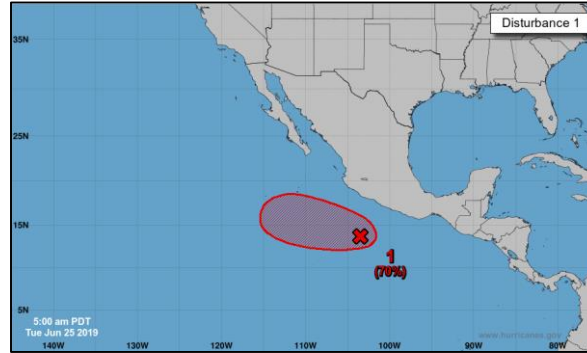 Disturbance 1
35N
25N
15N
5N
1
(70%)
5:00 am PDT
Tue Jun 25 2019
www.hurricanes.gov
140W
130W
120W
110W
100W
90W
80W